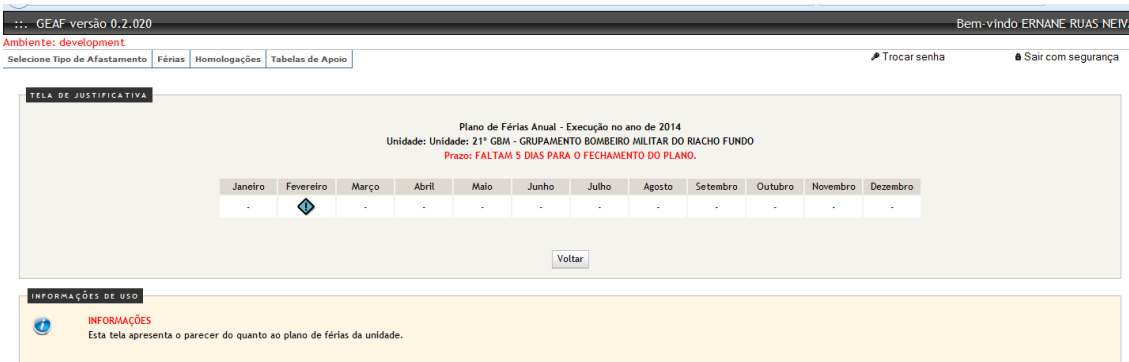 ::. GEAF versão 0.2.020
Bem-vindo ERNANE RUAS NEIVA
Ambiente: development
Selecione Tipo de Afastamento Férias Homologações Tabelas de Apoio
Trocar senha
Sair com segurança
TELA DE JUSTIFICATIVA
Plano de Férias Anual - Execução no ano de 2014
Unidade: Unidade: 21º GBM - GRUPAMENTO BOMBEIRO MILITAR DO RIACHO FUNDO
Prazo: FALTAM 5 DIAS PARA O FECHAMENTO DO PLANO.
Janeiro Fevereiro Março Abril Maio Junho Julho Agosto Setembro Outubro Novembro Dezembro
- ! - - - - - - - - - -
Voltar
INFORMAÇÕES DE USO
INFORMAÇÕES
Esta tela apresenta o parecer do quanto ao plano de férias da unidade.